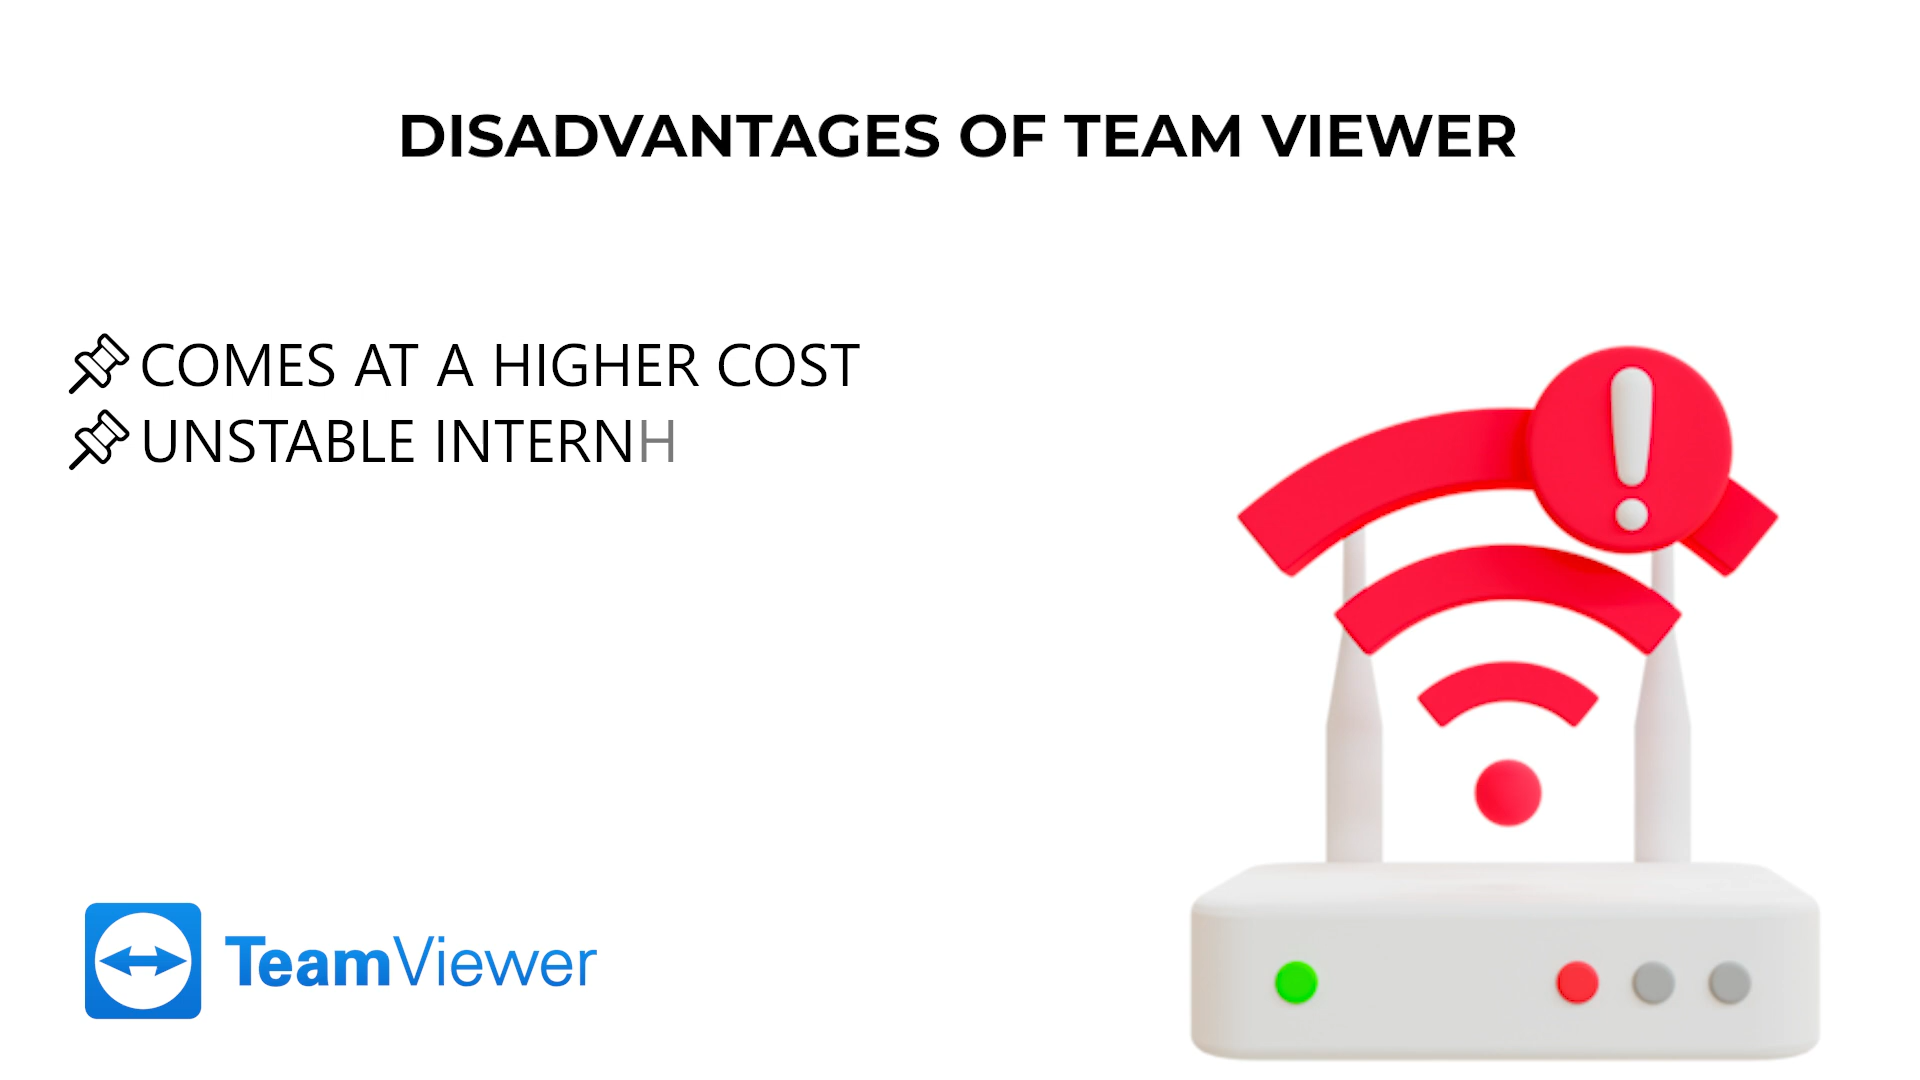 DISADVANTAGES OF TEAM VIEWER
COMES AT A HIGHER COST
UNSTABLE INTERNH
TeamViewer